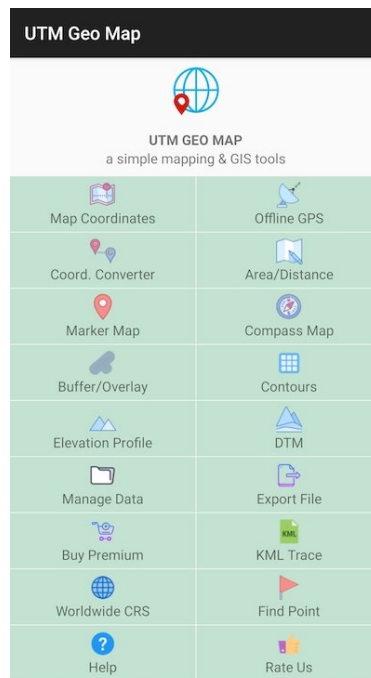 UTM Geo Map
UTM GEO MAP
a simple mapping & GIS tools
Map Coordinates
Offline GPS
Coord. Converter
Area/Distance
Marker Map
Compass Map
Buffer/Overlay
Contours
Elevation Profile
DTM
Manage Data
Export File
Buy Premium
KML
KML Trace
Worldwide CRS
Find Point
?
Help
Rate Us